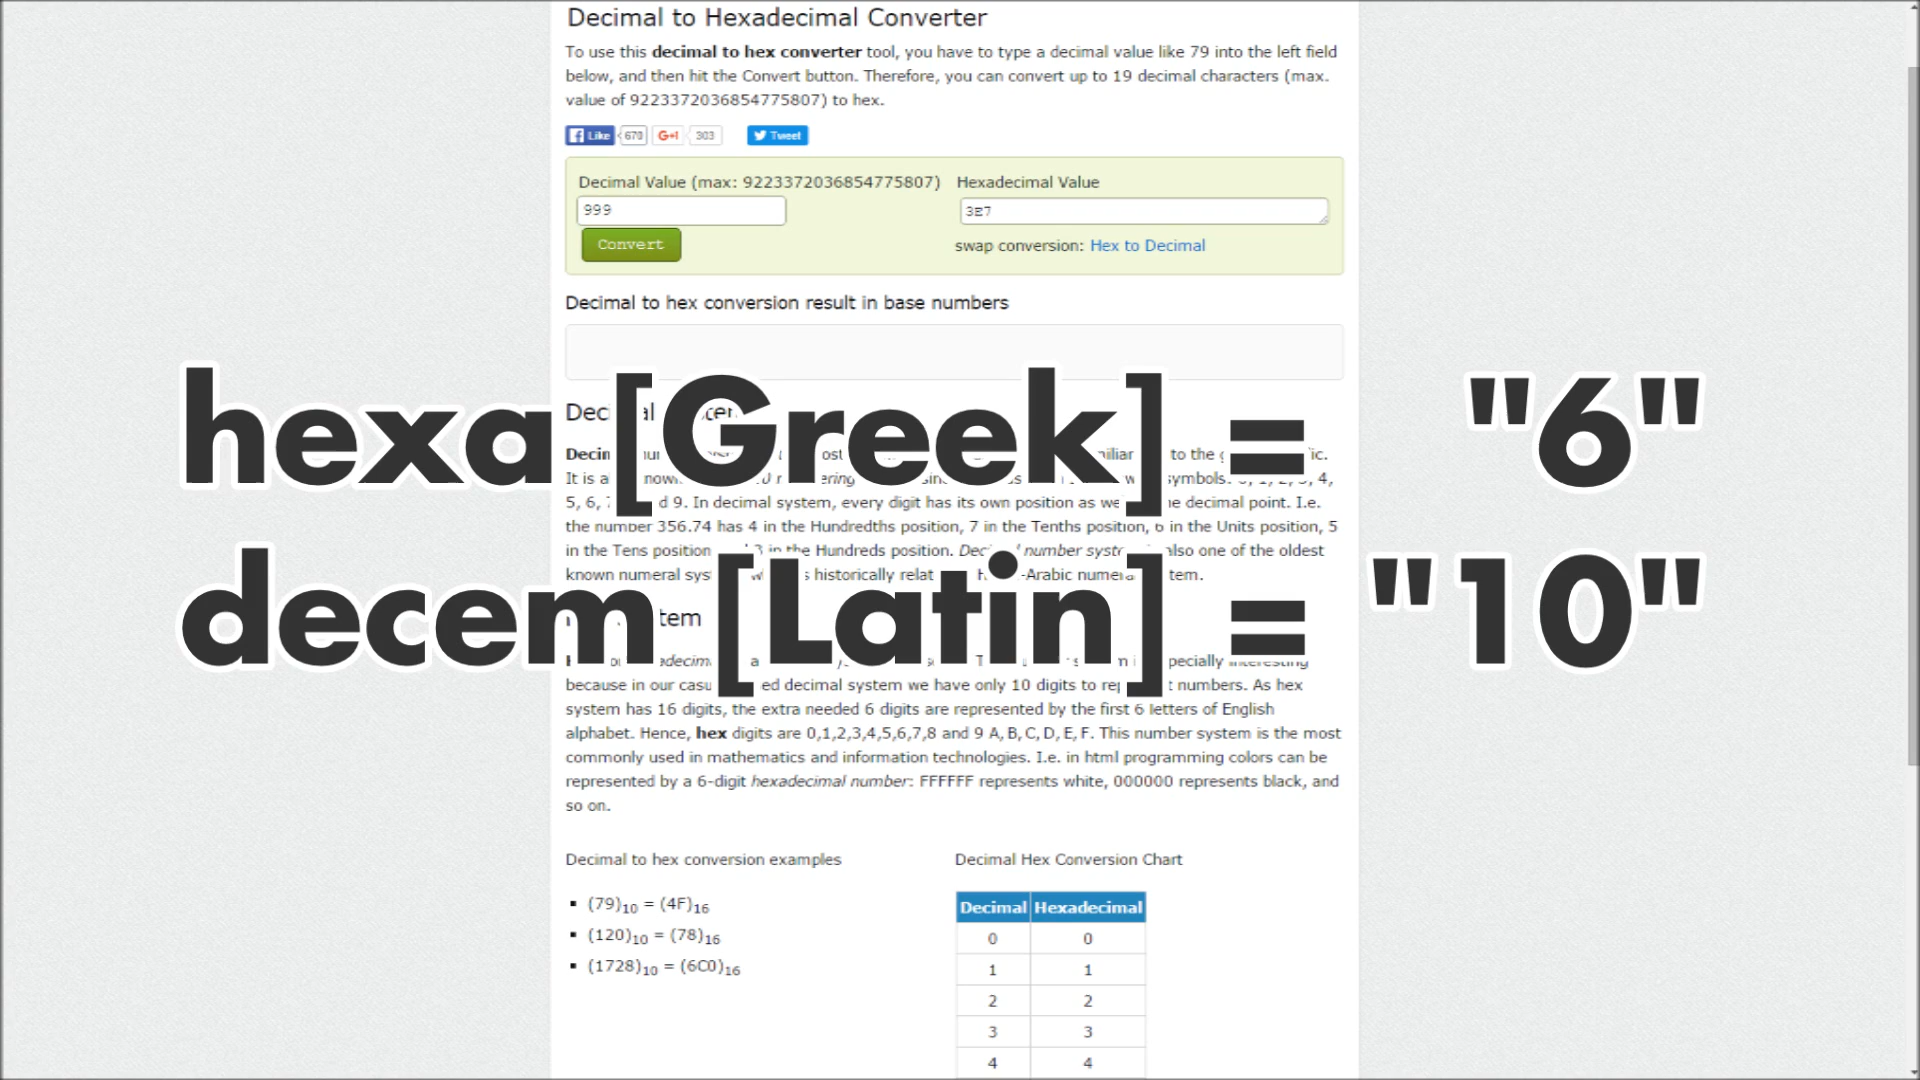 Decimal to Hexadecimal Converter
To use this decimal to hex converter tool, you have to type a decimal value like 79 into the left field
below, and then hit the Convert button. Therefore, you can convert up to 19 decimal characters (max.
value of 9223372036854775807) to hex.
Like 670 G+1 303 Tweet
Decimal Value (max: 9223372036854775807) Hexadecimal Value
999 3E7
Convert swap conversion: Hex to Decimal
Decimal to hex conversion result in base numbers
hexa [Greek] = "6"
It is
5, 6, d 9. In decimal system, every digit has its own position as we decimal point. I.e.
the number 356.74 has 4 in the Hundredths position, 7 in the Tenths position, 6 in the Units position, 5
in the Tens position 3 in the Hundreds position. also one of the oldest
known numeral historically -Arabic
decem [Latin] = "10"
because in our decimal system we have only 10 digits to numbers. As hex
system has 16 digits, the extra needed 6 digits are represented by the first 6 letters of English
alphabet. Hence, hex digits are 0,1,2,3,4,5,6,7,8 and 9 A, B, C, D, E, F. This number system is the most
commonly used in mathematics and information technologies. I.e. in html programming colors can be
represented by a 6-digit hexadecimal number: FFFFFF represents white, 000000 represents black, and
so on.
Decimal to hex conversion examples
(79)10 = (4F)16
(120)10 = (78)16
(1728)10 = (6C0)16
Decimal Hex Conversion Chart
Decimal Hexadecimal
0 0
1 1
2 2
3 3
4 4